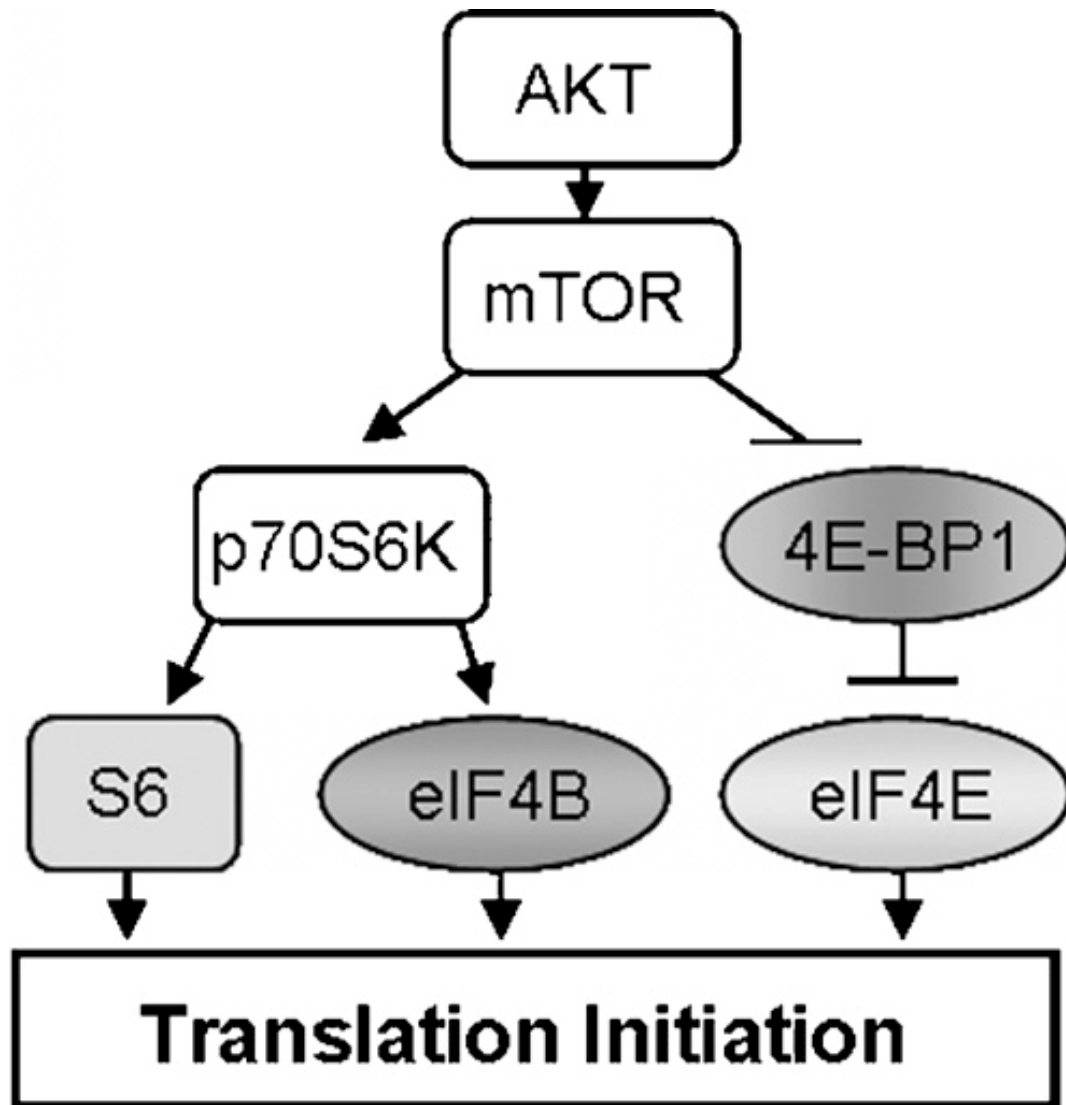 AKT
mTOR
p70S6K
4E-BP1
S6
eIF4B
eIF4E
Translation Initiation